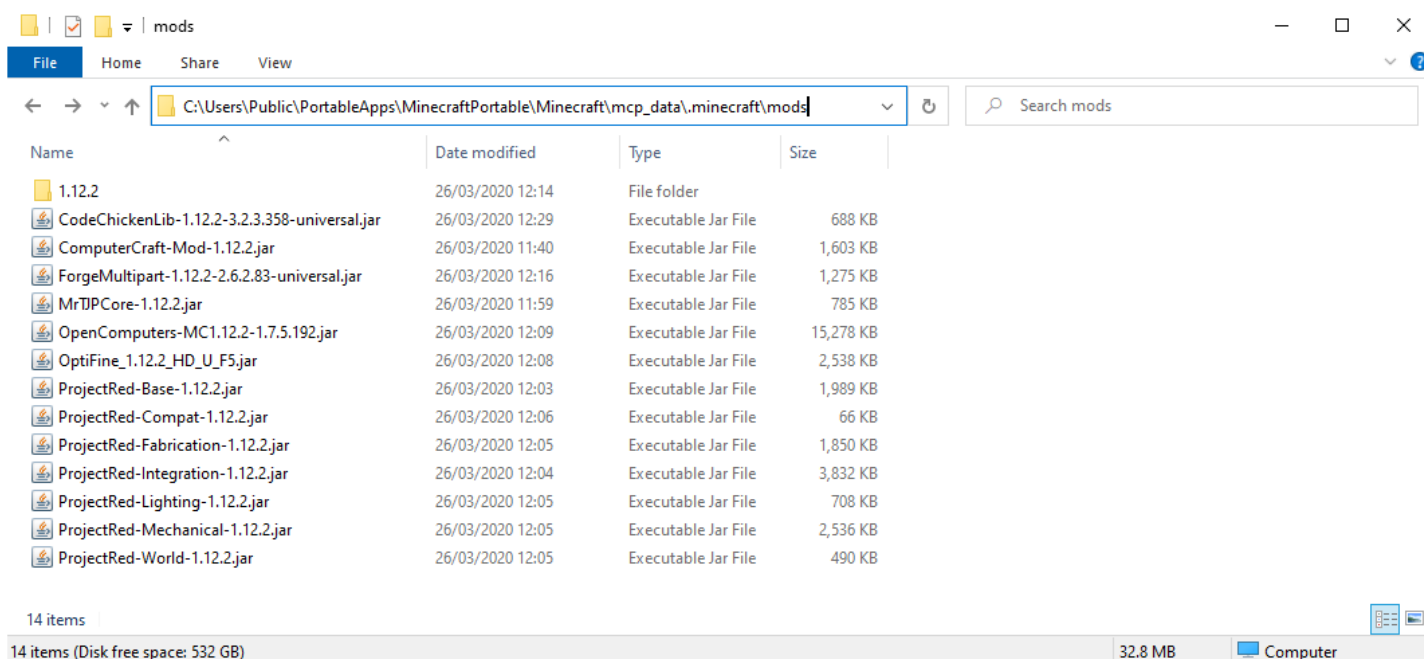 mods
File Home Share View
C:\Users\Public\PortableApps\MinecraftPortable\Minecraft\mcp_data\.minecraft\mods Search mods
Name Date modified Type Size
1.12.2 26/03/2020 12:14 File folder
CodeChickenLib-1.12.2-3.2.3.358-universal.jar 26/03/2020 12:29 Executable Jar File 688 KB
ComputerCraft-Mod-1.12.2.jar 26/03/2020 11:40 Executable Jar File 1,603 KB
ForgeMultipart-1.12.2-2.6.2.83-universal.jar 26/03/2020 12:16 Executable Jar File 1,275 KB
MrTJPCore-1.12.2.jar 26/03/2020 11:59 Executable Jar File 785 KB
OpenComputers-MC1.12.2-1.7.5.192.jar 26/03/2020 12:09 Executable Jar File 15,278 KB
OptiFine_1.12.2_HD_U_F5.jar 26/03/2020 12:08 Executable Jar File 2,538 KB
ProjectRed-Base-1.12.2.jar 26/03/2020 12:03 Executable Jar File 1,989 KB
ProjectRed-Compat-1.12.2.jar 26/03/2020 12:06 Executable Jar File 66 KB
ProjectRed-Fabrication-1.12.2.jar 26/03/2020 12:05 Executable Jar File 1,850 KB
ProjectRed-Integration-1.12.2.jar 26/03/2020 12:04 Executable Jar File 3,832 KB
ProjectRed-Lighting-1.12.2.jar 26/03/2020 12:05 Executable Jar File 708 KB
ProjectRed-Mechanical-1.12.2.jar 26/03/2020 12:05 Executable Jar File 2,536 KB
ProjectRed-World-1.12.2.jar 26/03/2020 12:05 Executable Jar File 490 KB
14 items
14 items (Disk free space: 532 GB) 32.8 MB Computer